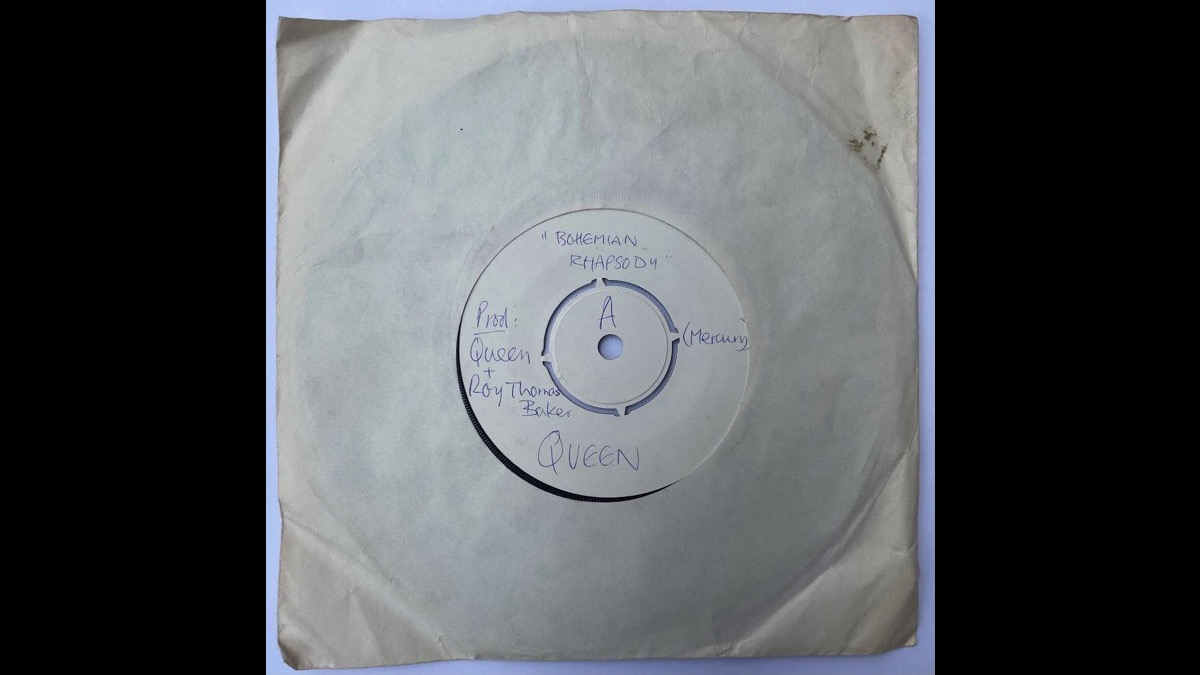 " BOHEMIAN
RHAPSODY "
A
Prod:
Queen
+
Roy Thomas
Baker
(Mercury)
QUEEN